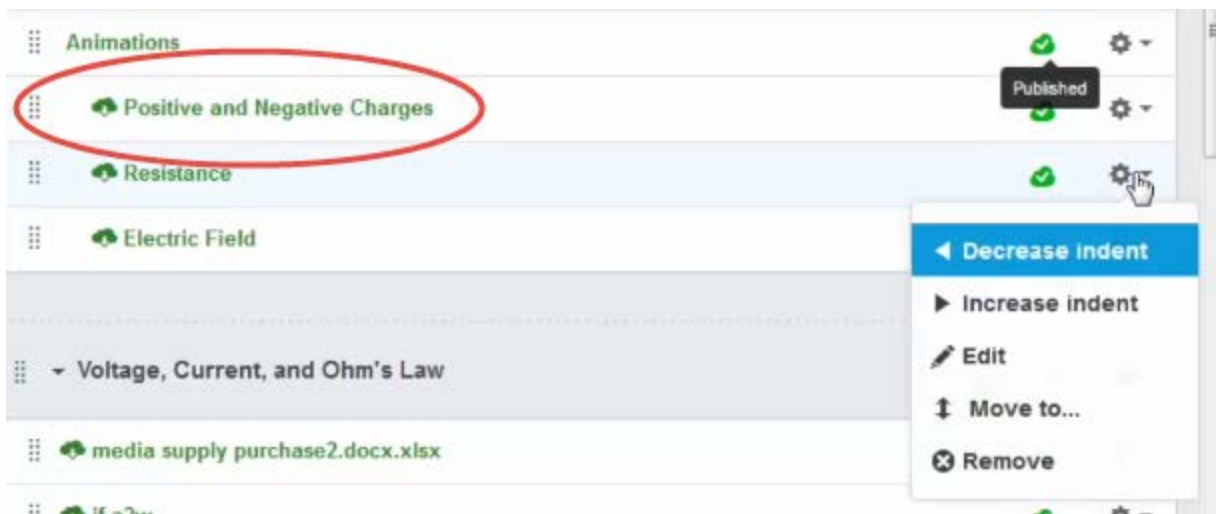 Animations
Published
Positive and Negative Charges
Resistance
Electric Field
Decrease indent
Increase indent
Edit
Move to...
Remove
Voltage, Current, and Ohm's Law
media supply purchase2.docx.xlsx